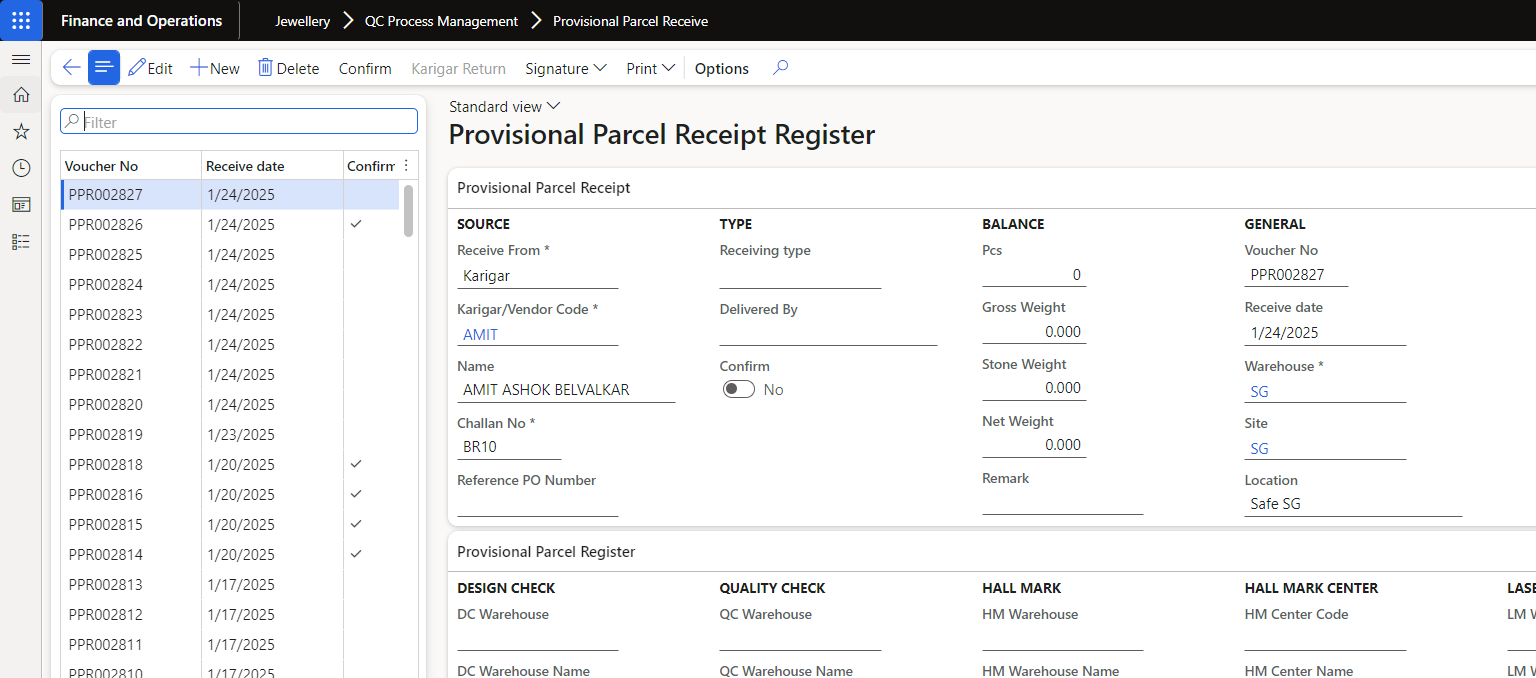 Finance and Operations
Jewellery > QC Process Management > Provisional Parcel Receive
Edit New Delete Confirm Karigar Return Signature Print Options
Filter
Voucher No Receive date Confirm
PPR002827 1/24/2025
PPR002826 1/24/2025 ✓
PPR002825 1/24/2025
PPR002824 1/24/2025
PPR002823 1/24/2025
PPR002822 1/24/2025
PPR002821 1/24/2025
PPR002820 1/24/2025
PPR002819 1/23/2025
PPR002818 1/20/2025 ✓
PPR002816 1/20/2025 ✓
PPR002815 1/20/2025 ✓
PPR002814 1/20/2025 ✓
PPR002813 1/17/2025
PPR002812 1/17/2025
PPR002811 1/17/2025
PPR002810 1/17/2025
Standard view
Provisional Parcel Receipt Register
Provisional Parcel Receipt
SOURCE
Receive From *
Karigar
Karigar/Vendor Code *
AMIT
Name
AMIT ASHOK BELVALKAR
Challan No *
BR10
Reference PO Number
TYPE
Receiving type
Delivered By
Confirm
No
BALANCE
Pcs
0
Gross Weight
0.000
Stone Weight
0.000
Net Weight
0.000
Remark
GENERAL
Voucher No
PPR002827
Receive date
1/24/2025
Warehouse *
SG
Site
SG
Location
Safe SG
Provisional Parcel Register
DESIGN CHECK
DC Warehouse
DC Warehouse Name
QUALITY CHECK
QC Warehouse
QC Warehouse Name
HALL MARK
HM Warehouse
HM Warehouse Name
HALL MARK CENTER
HM Center Code
HM Center Name
LASE
LM W
LM W